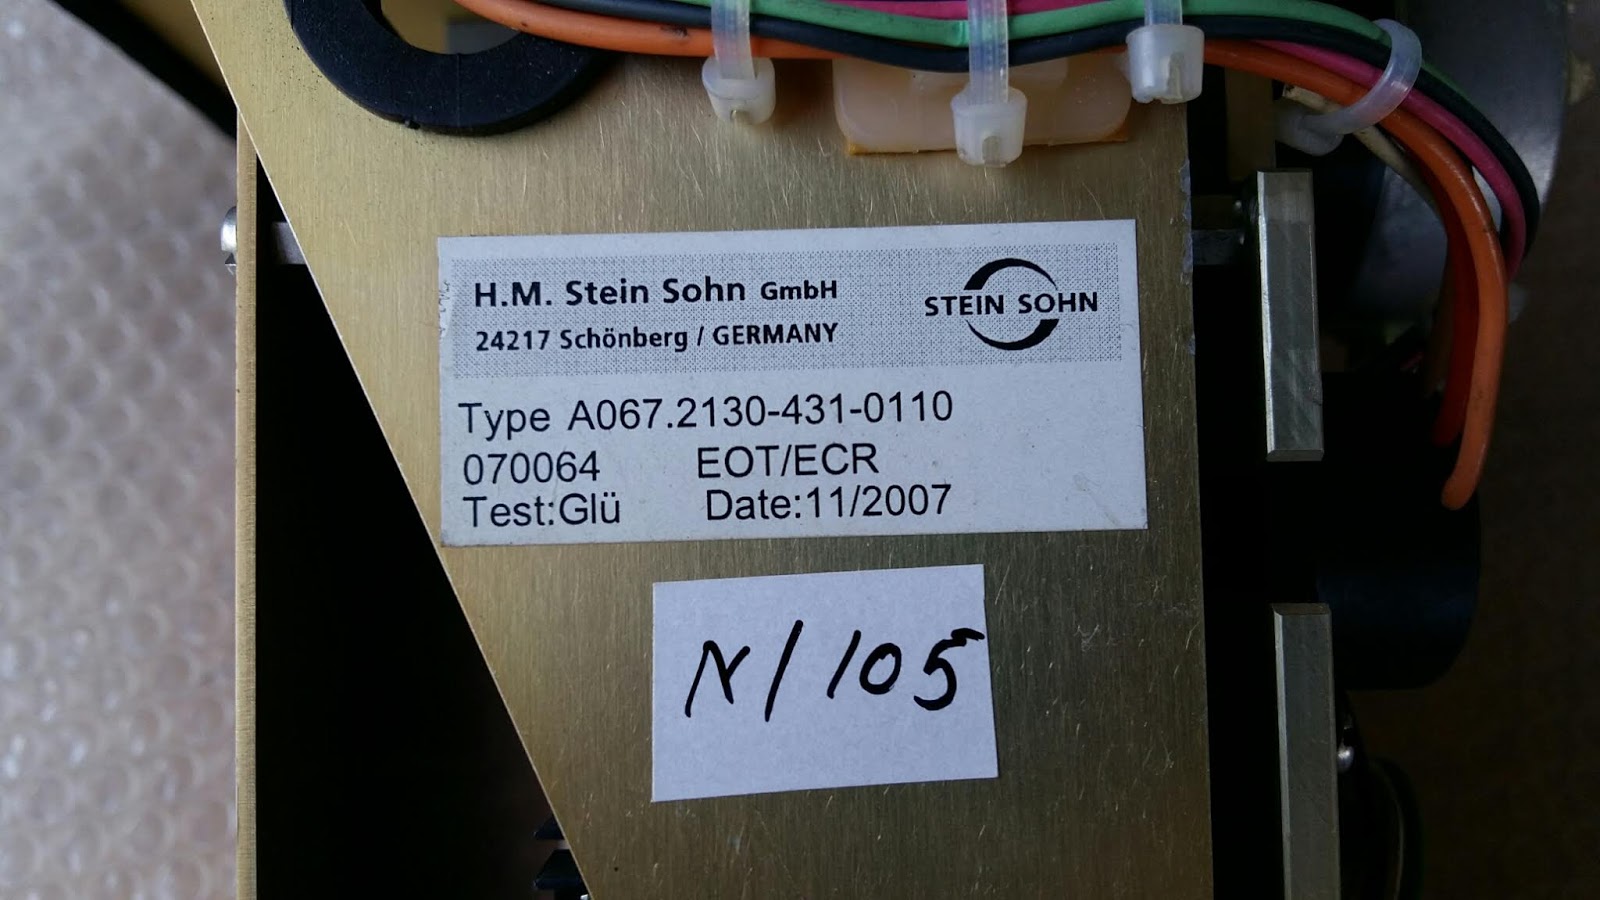 H.M. Stein Sohn GmbH
24217 Schönberg / GERMANY
STEIN SOHN
Type A067.2130-431-0110
070064 EOT/ECR
Test:Glü Date:11/2007
N/105